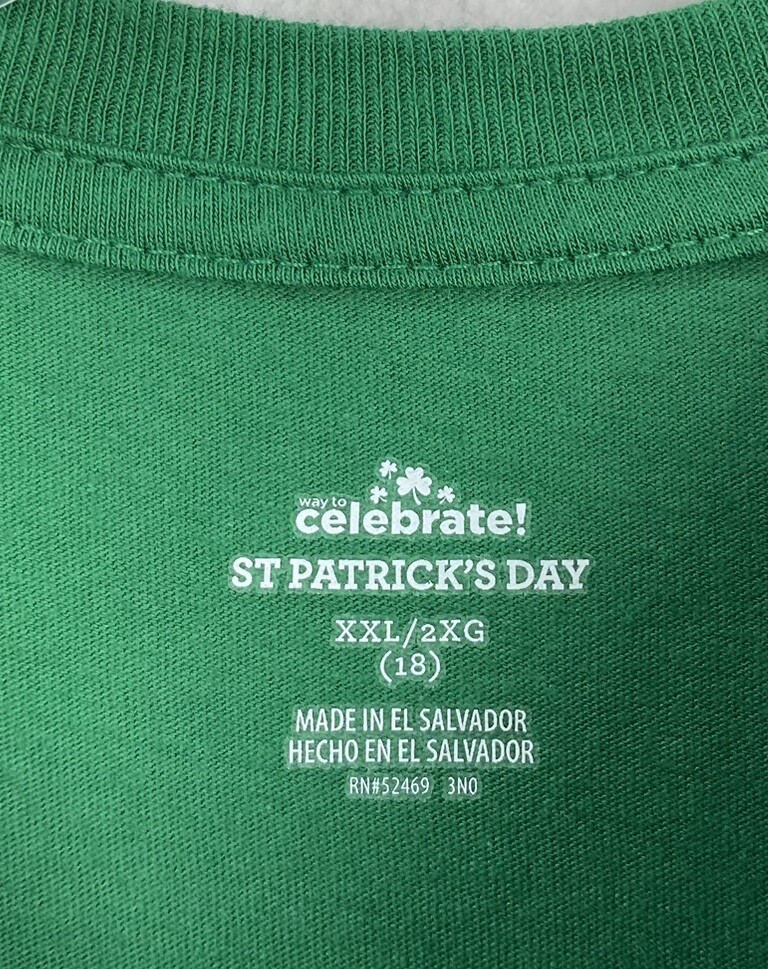 way to
celebrate!
ST PATRICK'S DAY
XXL/2XG
(18)
MADE IN EL SALVADOR
HECHO EN EL SALVADOR
RN#52469 3N0